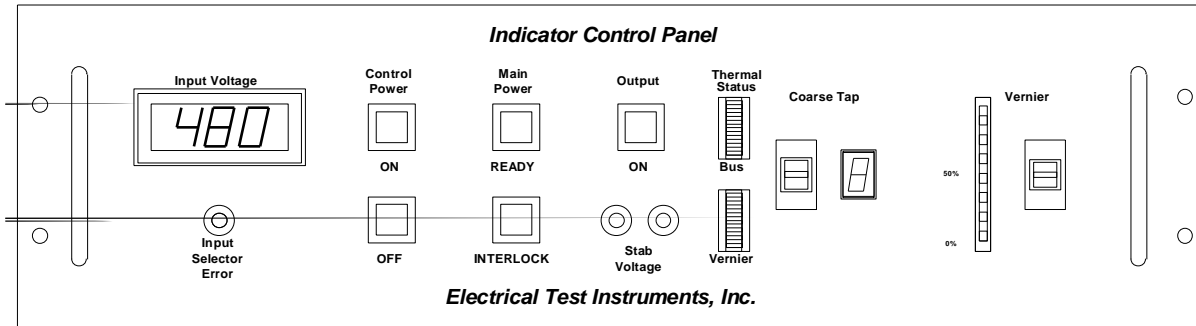 Indicator Control Panel
Input Voltage
480
Control
Power
ON
Main
Power
READY
Output
ON
Thermal
Status
Bus
Coarse Tap
Vernier
50%
0%
Input
Selector
Error
OFF
INTERLOCK
Stab
Voltage
Vernier
Electrical Test Instruments, Inc.